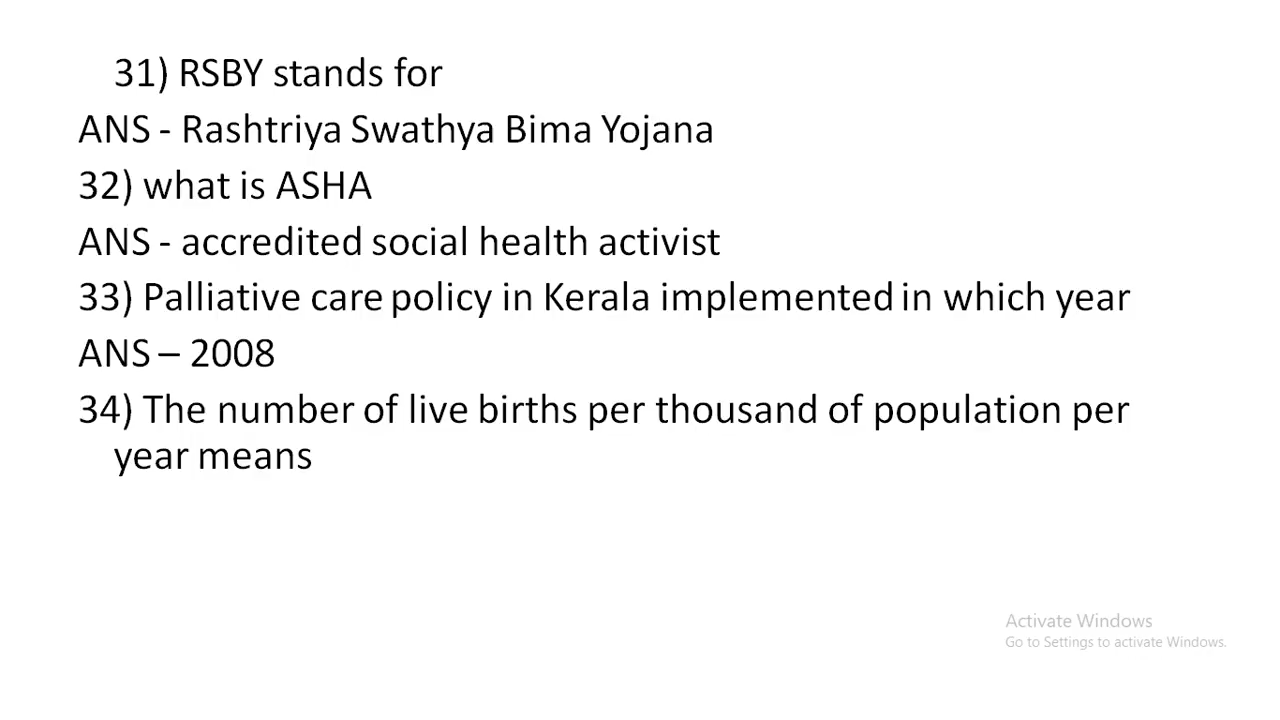 31) RSBY stands for
ANS - Rashtriya Swathya Bima Yojana
32) what is ASHA
ANS - accredited social health activist
33) Palliative care policy in Kerala implemented in which year
ANS – 2008
34) The number of live births per thousand of population per
year means
Activate Windows
Go to Settings to activate Windows.